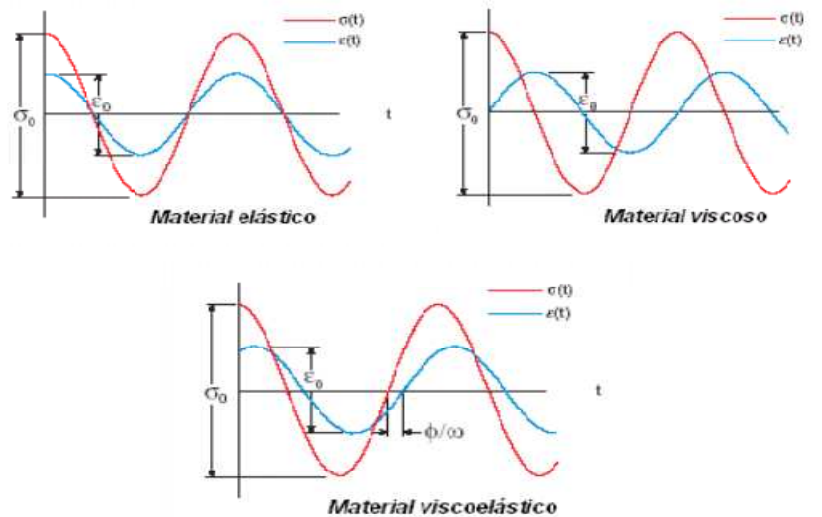 σ(t)
ε(t)
σ₀
ε₀
t
Material elástico
σ(t)
ε(t)
σ₀
ε₀
t
Material viscoso
σ(t)
ε(t)
σ₀
ε₀
t
ϕ/ω
Material viscoelástico